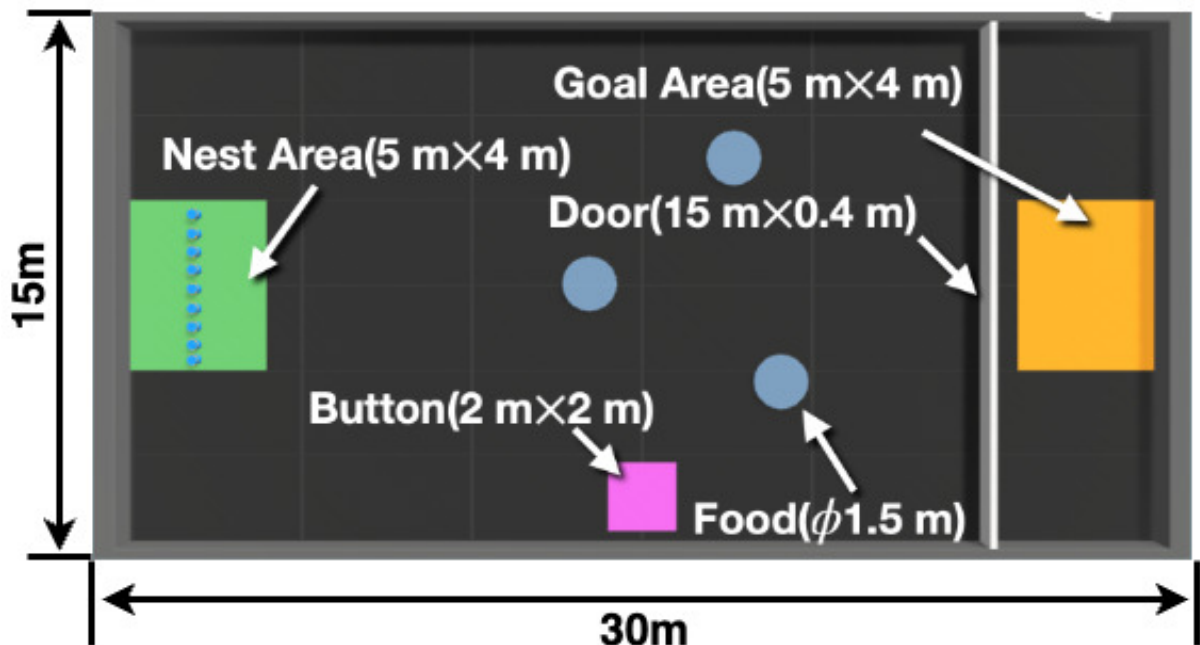 Goal Area(5 m×4 m)
Nest Area(5 m×4 m)
Door(15 m×0.4 m)
15m
Button(2 m×2 m)
Food(ϕ1.5 m)
30m